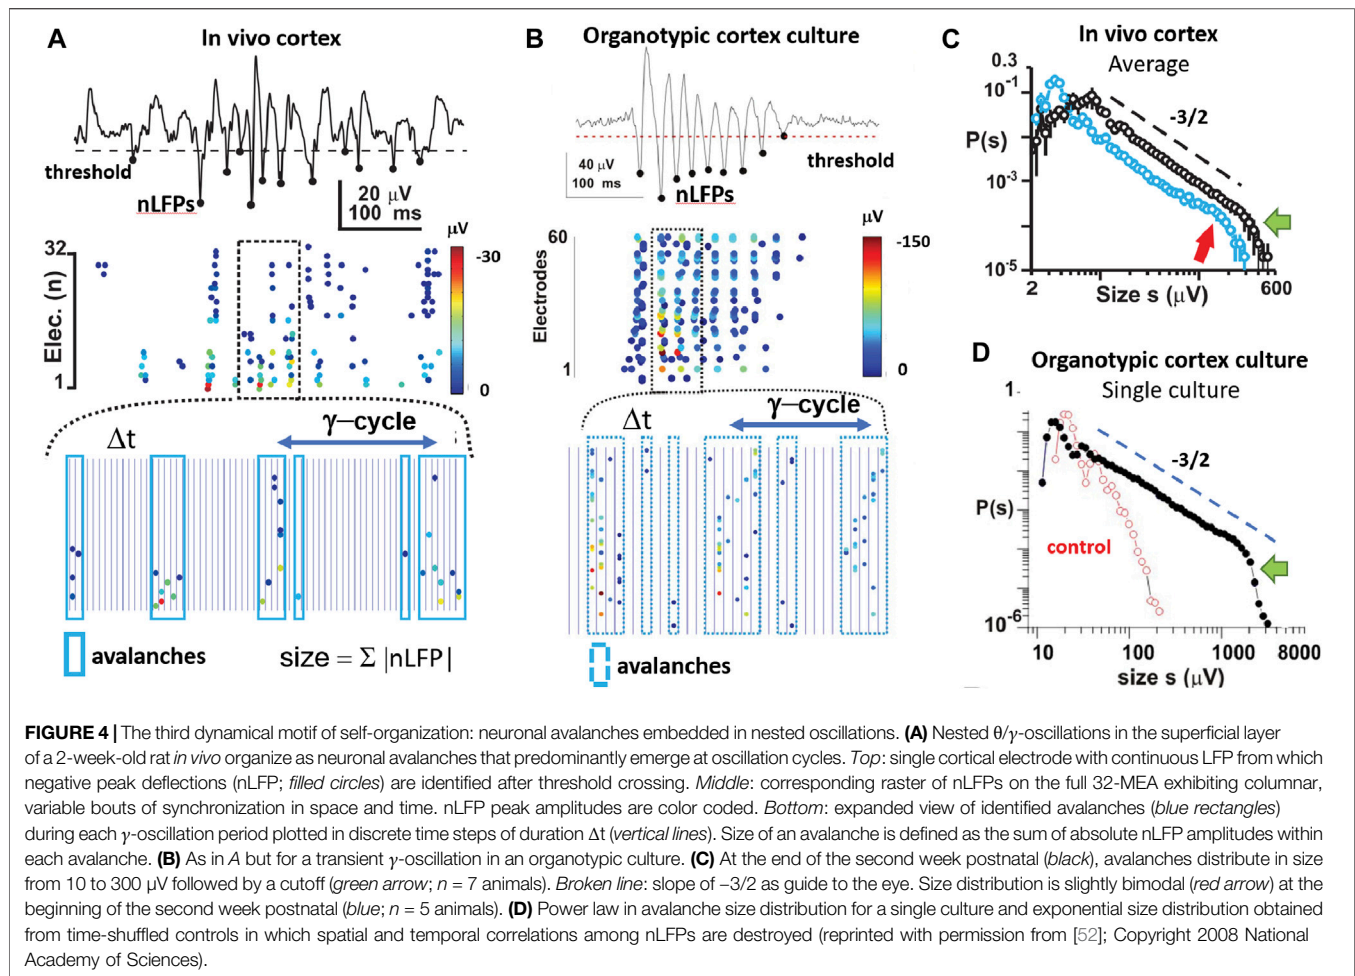 A
In vivo cortex
threshold
nLFPs
20 μV
100 ms
μV
32
Elec. (n)
1
-30
0
Δt
γ–cycle
avalanches
size = Σ |nLFP|
B
Organotypic cortex culture
40 μV
100 ms
threshold
nLFPs
μV
60
Electrodes
1
-150
0
Δt
γ–cycle
avalanches
C
In vivo cortex
Average
0.3
10-1
P(s)
10-3
10-5
-3/2
2
Size s (μV)
600
D
Organotypic cortex culture
Single culture
1
-3/2
P(s)
control
10-6
10
100
1000
8000
size s (μV)
FIGURE 4 | The third dynamical motif of self-organization: neuronal avalanches embedded in nested oscillations. (A) Nested θ/γ-oscillations in the superficial layer
of a 2-week-old rat in vivo organize as neuronal avalanches that predominantly emerge at oscillation cycles. Top: single cortical electrode with continuous LFP from which
negative peak deflections (nLFP; filled circles) are identified after threshold crossing. Middle: corresponding raster of nLFPs on the full 32-MEA exhibiting columnar,
variable bouts of synchronization in space and time. nLFP peak amplitudes are color coded. Bottom: expanded view of identified avalanches (blue rectangles)
during each γ-oscillation period plotted in discrete time steps of duration Δt (vertical lines). Size of an avalanche is defined as the sum of absolute nLFP amplitudes within
each avalanche. (B) As in A but for a transient γ-oscillation in an organotypic culture. (C) At the end of the second week postnatal (black), avalanches distribute in size
from 10 to 300 μV followed by a cutoff (green arrow; n = 7 animals). Broken line: slope of –3/2 as guide to the eye. Size distribution is slightly bimodal (red arrow) at the
beginning of the second week postnatal (blue; n = 5 animals). (D) Power law in avalanche size distribution for a single culture and exponential size distribution obtained
from time-shuffled controls in which spatial and temporal correlations among nLFPs are destroyed (reprinted with permission from [52]; Copyright 2008 National
Academy of Sciences).